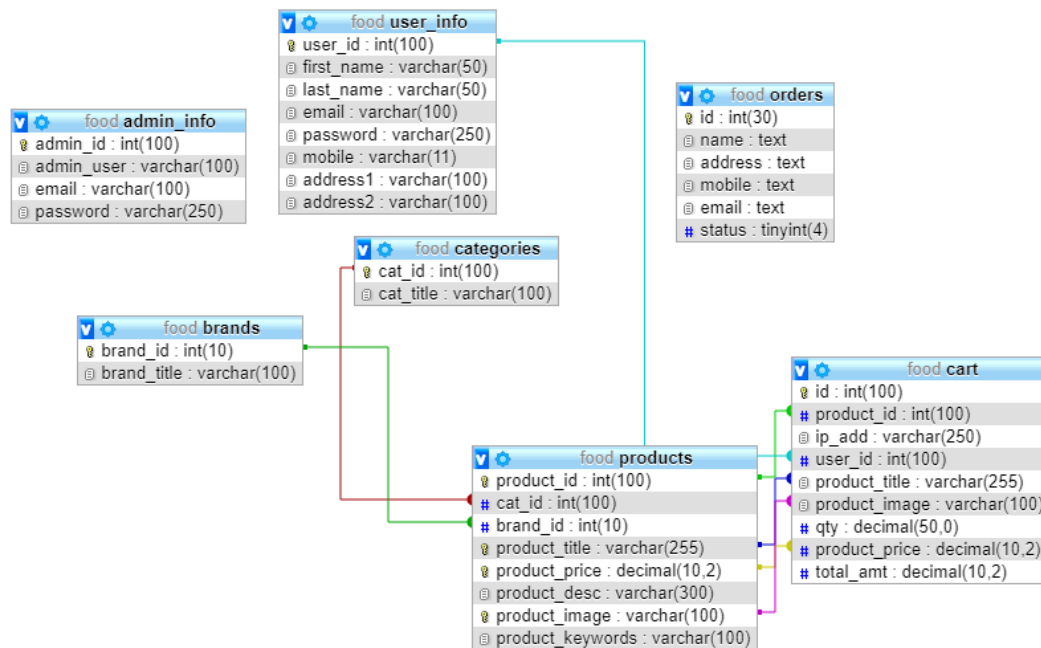 food user_info
user_id : int(100)
first_name : varchar(50)
last_name : varchar(50)
email : varchar(100)
password : varchar(250)
mobile : varchar(11)
address1 : varchar(100)
address2 : varchar(100)
food orders
id : int(30)
name : text
address : text
mobile : text
email : text
status : tinyint(4)
food admin_info
admin_id : int(100)
admin_user : varchar(100)
email : varchar(100)
password : varchar(250)
food categories
cat_id : int(100)
cat_title : varchar(100)
food brands
brand_id : int(10)
brand_title : varchar(100)
food cart
id : int(100)
product_id : int(100)
ip_add : varchar(250)
user_id : int(100)
product_title : varchar(255)
product_image : varchar(100)
qty : decimal(50,0)
product_price : decimal(10,2)
total_amt : decimal(10,2)
food products
product_id : int(100)
cat_id : int(100)
brand_id : int(10)
product_title : varchar(255)
product_price : decimal(10,2)
product_desc : varchar(300)
product_image : varchar(100)
product_keywords : varchar(100)